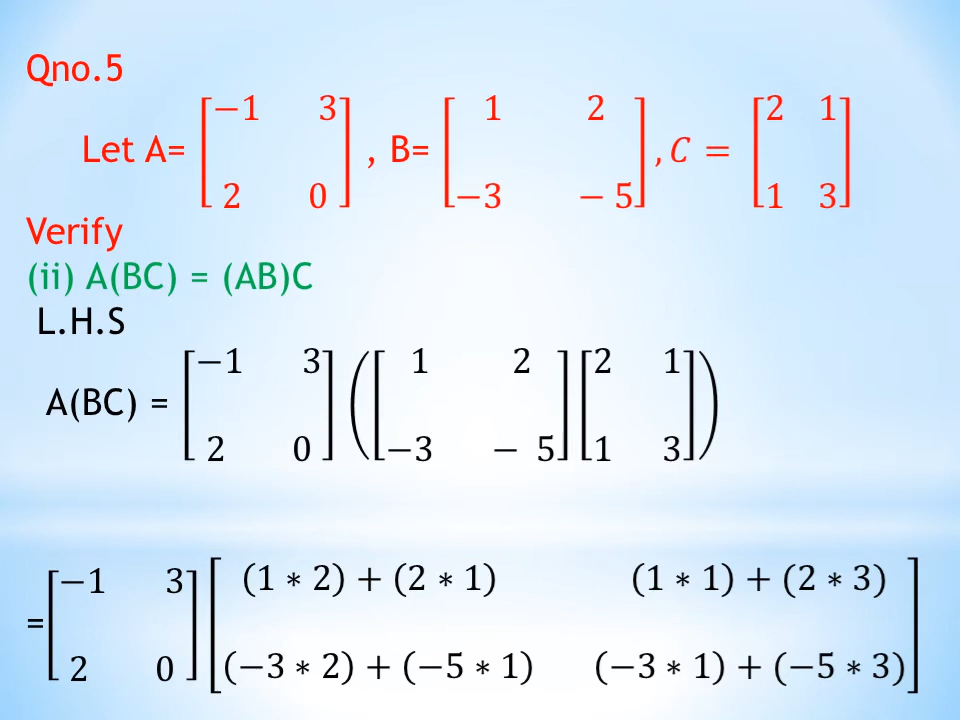 Qno.5
Let A= [−1 3
2 0] , B= [1 2
−3 − 5] , C = [2 1
1 3]
Verify
(ii) A(BC) = (AB)C
L.H.S
A(BC) = [−1 3
2 0] ([1 2
−3 − 5] [2 1
1 3])
= [−1 3
2 0] [(1 ∗ 2) + (2 ∗ 1) (1 ∗ 1) + (2 ∗ 3)
(−3 ∗ 2) + (−5 ∗ 1) (−3 ∗ 1) + (−5 ∗ 3)]